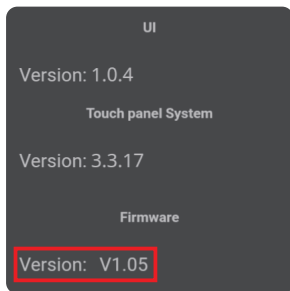 UI
Version: 1.0.4
Touch panel System
Version: 3.3.17
Firmware
Version: V1.05